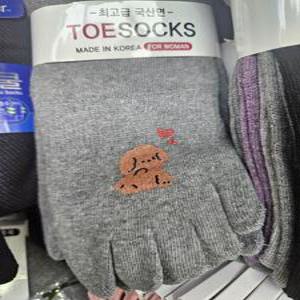 - 최고급 국산면 -
TOESOCKS
MADE IN KOREA FOR WOMAN